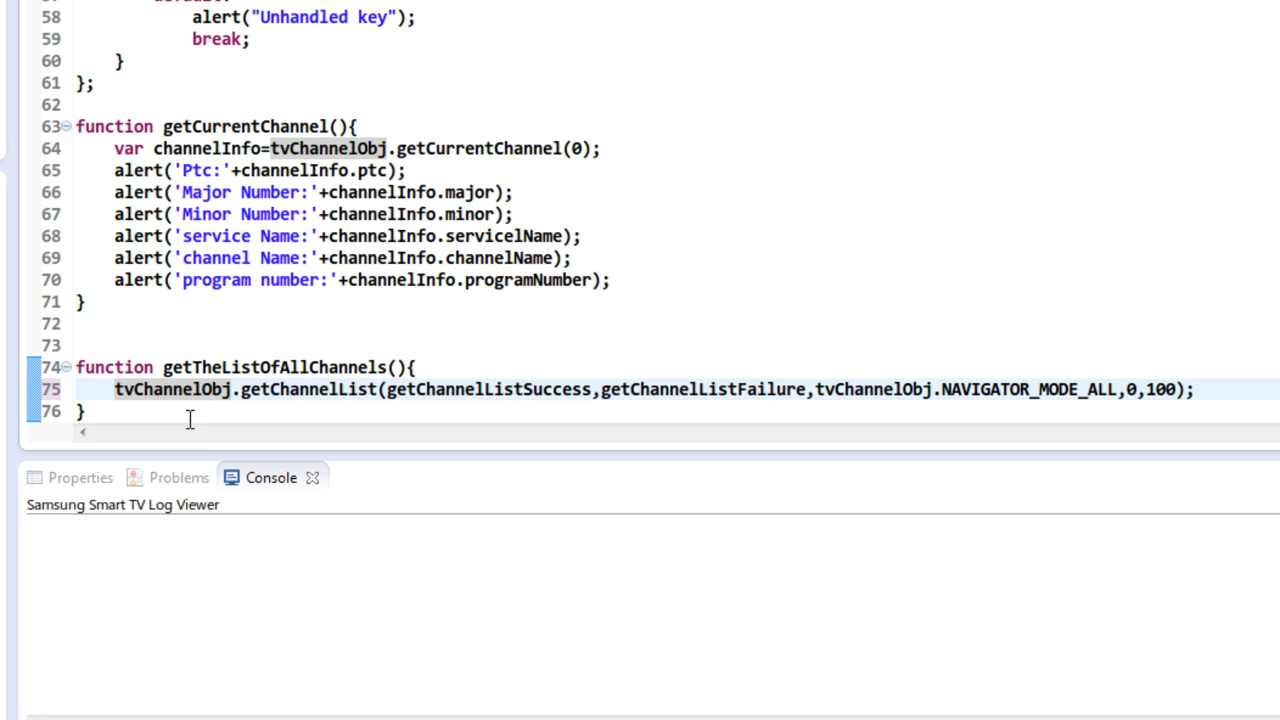 58 alert("Unhandled key");
59 break;
60 }
61 };
62
63 function getCurrentChannel(){
64 var channelInfo=tvChannelObj.getCurrentChannel(0);
65 alert('Ptc:'+channelInfo.ptc);
66 alert('Major Number:'+channelInfo.major);
67 alert('Minor Number:'+channelInfo.minor);
68 alert('service Name:'+channelInfo.servicelName);
69 alert('channel Name:'+channelInfo.channelName);
70 alert('program number:'+channelInfo.programNumber);
71 }
72
73
74 function getTheListOfAllChannels(){
75 tvChannelObj.getChannelList(getChannelListSuccess,getChannelListFailure,tvChannelObj.NAVIGATOR_MODE_ALL,0,100);
76 }
Properties Problems Console
Samsung Smart TV Log Viewer